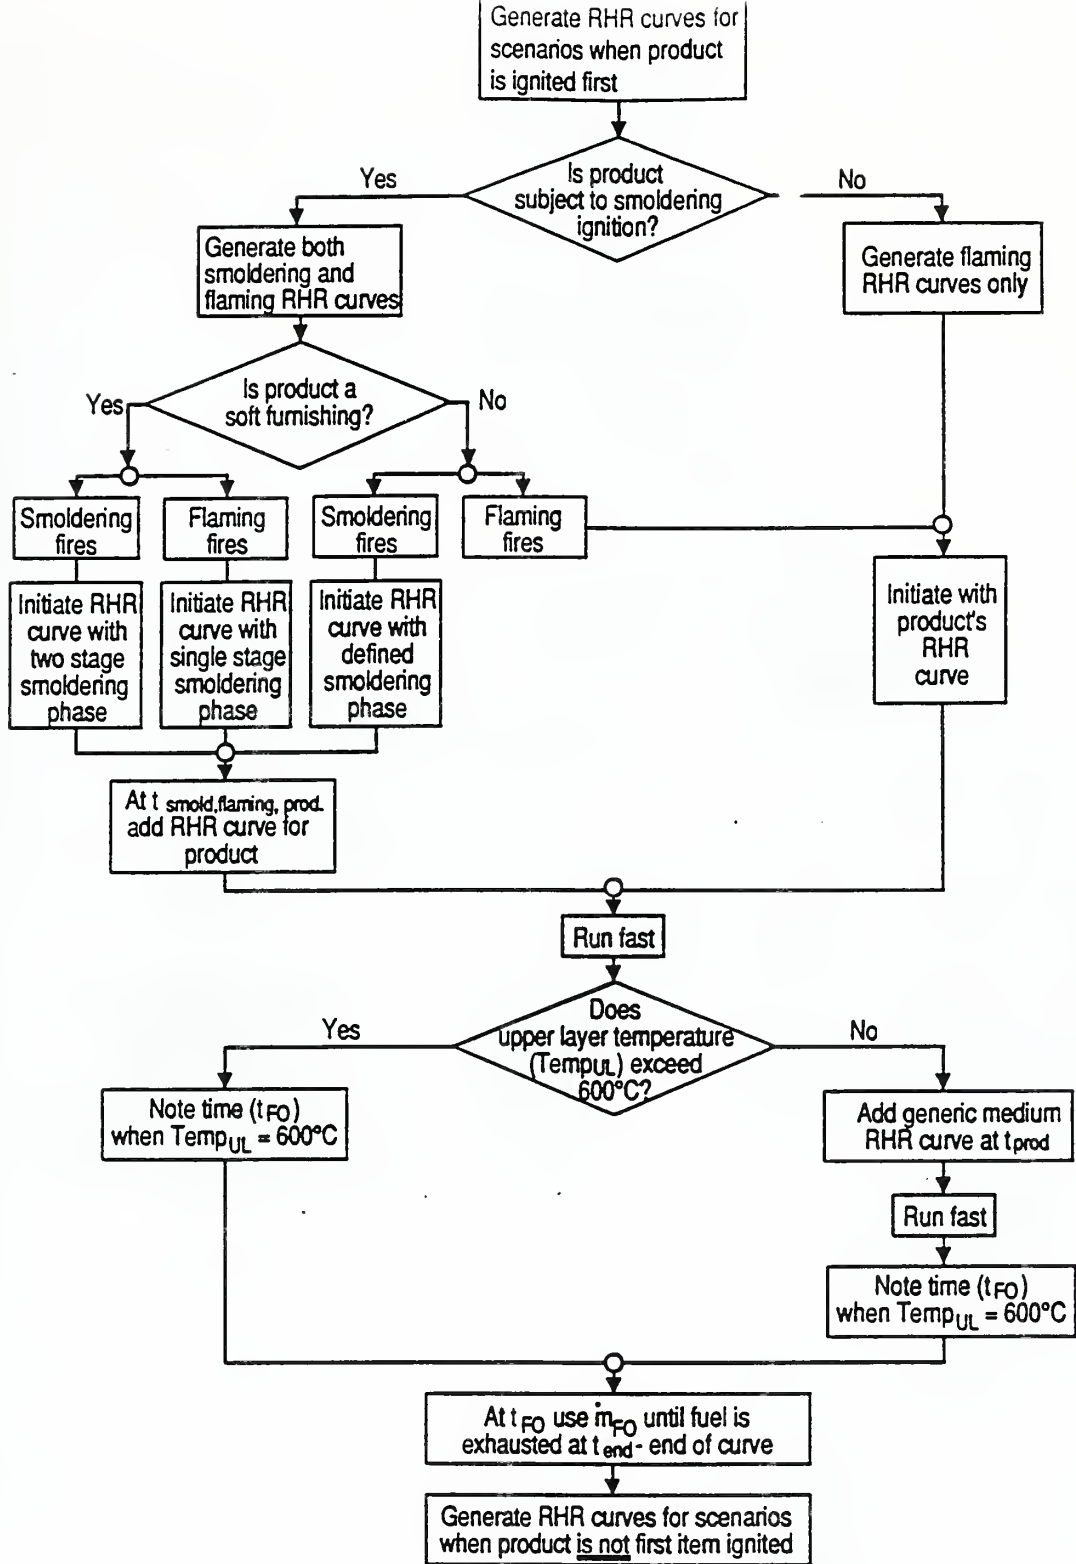 Generate RHR curves for
scenarios when product
is ignited first
Is product
subject to smoldering
ignition?
Yes
No
Generate both
smoldering and
flaming RHR curves
Generate flaming
RHR curves only
Is product a
soft furnishing?
Yes
No
Smoldering
fires
Flaming
fires
Smoldering
fires
Flaming
fires
Initiate RHR
curve with
two stage
smoldering
phase
Initiate RHR
curve with
single stage
smoldering
phase
Initiate RHR
curve with
defined
smoldering
phase
Initiate with
product's
RHR
curve
At t smold,flaming, prod.
add RHR curve for
product
Run fast
Does
upper layer temperature
(TempUL) exceed
600°C?
Yes
No
Note time (tFO)
when TempUL = 600°C
Add generic medium
RHR curve at tprod
Run fast
Note time (tFO)
when TempUL = 600°C
At tFO use ṁFO until fuel is
exhausted at tend - end of curve
Generate RHR curves for scenarios
when product is not first item ignited